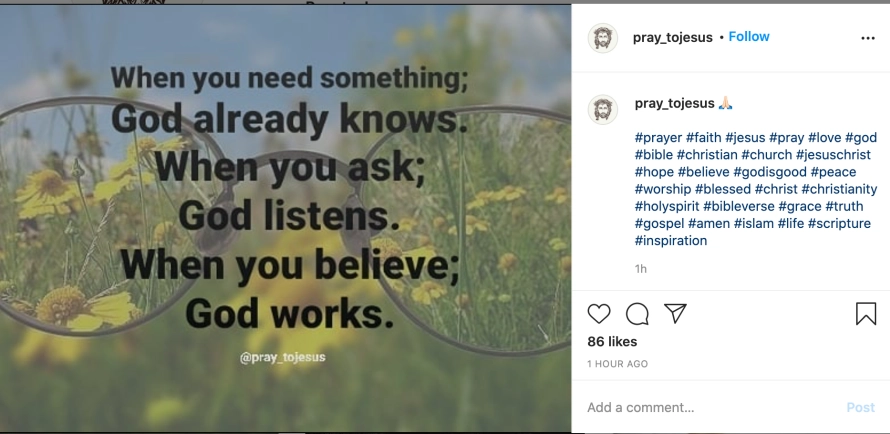 When you need something;
God already knows.
When you ask;
God listens.
When you believe;
God works.
@pray_tojesus
pray_tojesus • Follow
pray_tojesus 🙏🏻
#prayer #faith #jesus #pray #love #god
#bible #christian #church #jesuschrist
#hope #believe #godisgood #peace
#worship #blessed #christ #christianity
#holyspirit #bibleverse #grace #truth
#gospel #amen #islam #life #scripture
#inspiration
1h
86 likes
1 HOUR AGO
Add a comment...
Post